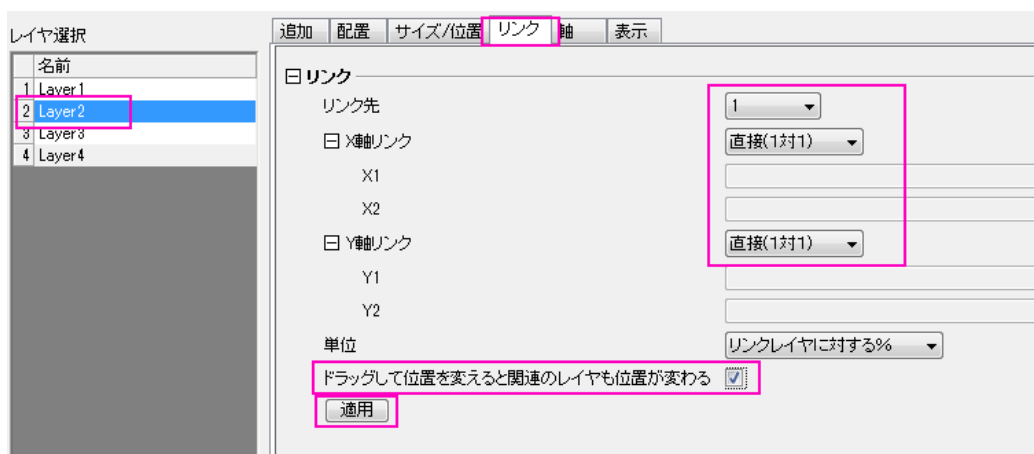 レイヤ選択
名前
1 Layer1
2 Layer2
3 Layer3
4 Layer4
追加 配置 サイズ/位置 リンク 軸 表示
リンク
リンク先 1
X軸リンク 直接(1対1)
X1
X2
Y軸リンク 直接(1対1)
Y1
Y2
単位 リンクレイヤに対する%
ドラッグして位置を変えると関連のレイヤも位置が変わる
適用